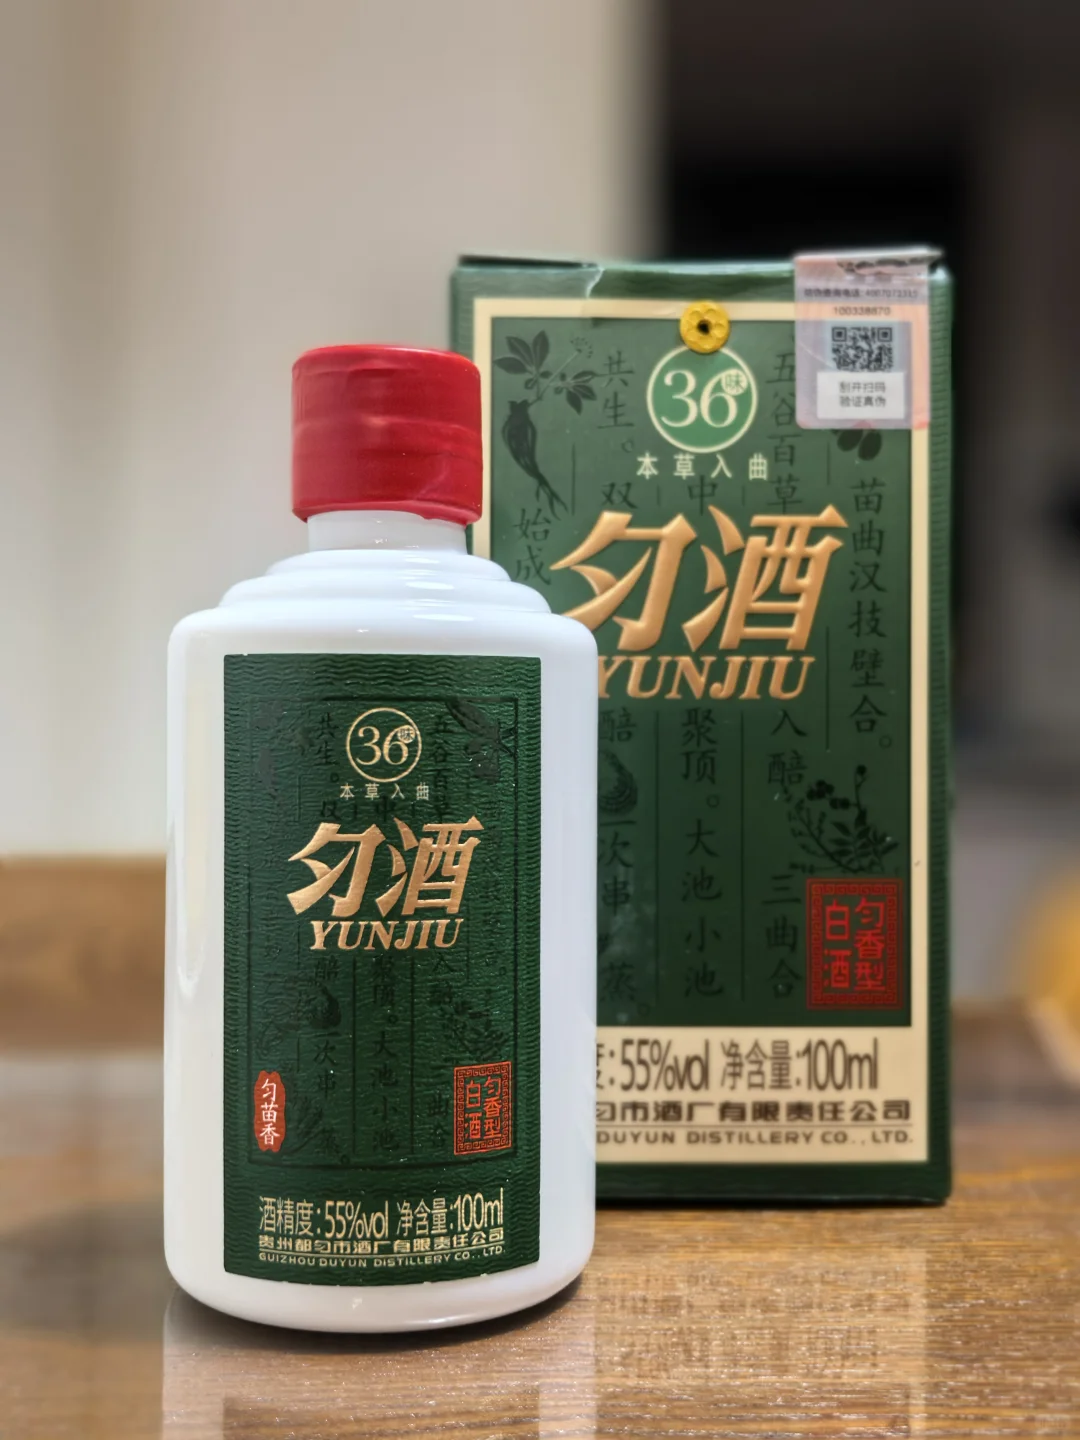 36味
本草入曲
匀酒
YUNJIU
匀苗香
匀香型
白酒
酒精度:55%vol 净含量:100ml
贵州都匀市酒厂有限责任公司
GUIZHOU DUYUN DISTILLERY CO.,LTD.
100338870
刮开扫码
验证真伪
36味
本草入曲
匀酒
YUNJIU
苗曲汉技壁合。
五谷百草入醅
三曲合
中
聚顶。大池小池
共生。双
醅
次串
蒸。
始成
匀香型
白酒
度:55%vol 净含量:100ml
匀市酒厂有限责任公司
DUYUN DISTILLERY CO.,LTD.